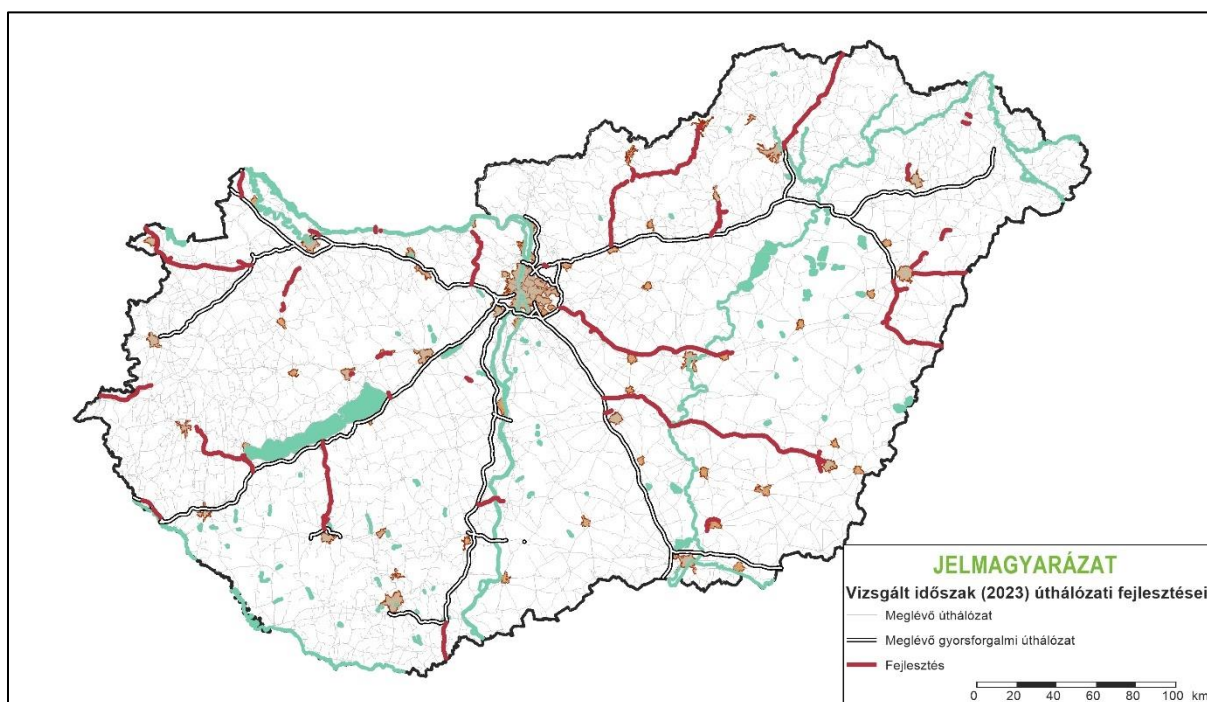 JELMAGYARÁZAT
Vizsgált időszak (2023) úthálózati fejlesztései
Meglévő úthálózat
Meglévő gyorsforgalmi úthálózat
Fejlesztés
0 20 40 60 80 100 km